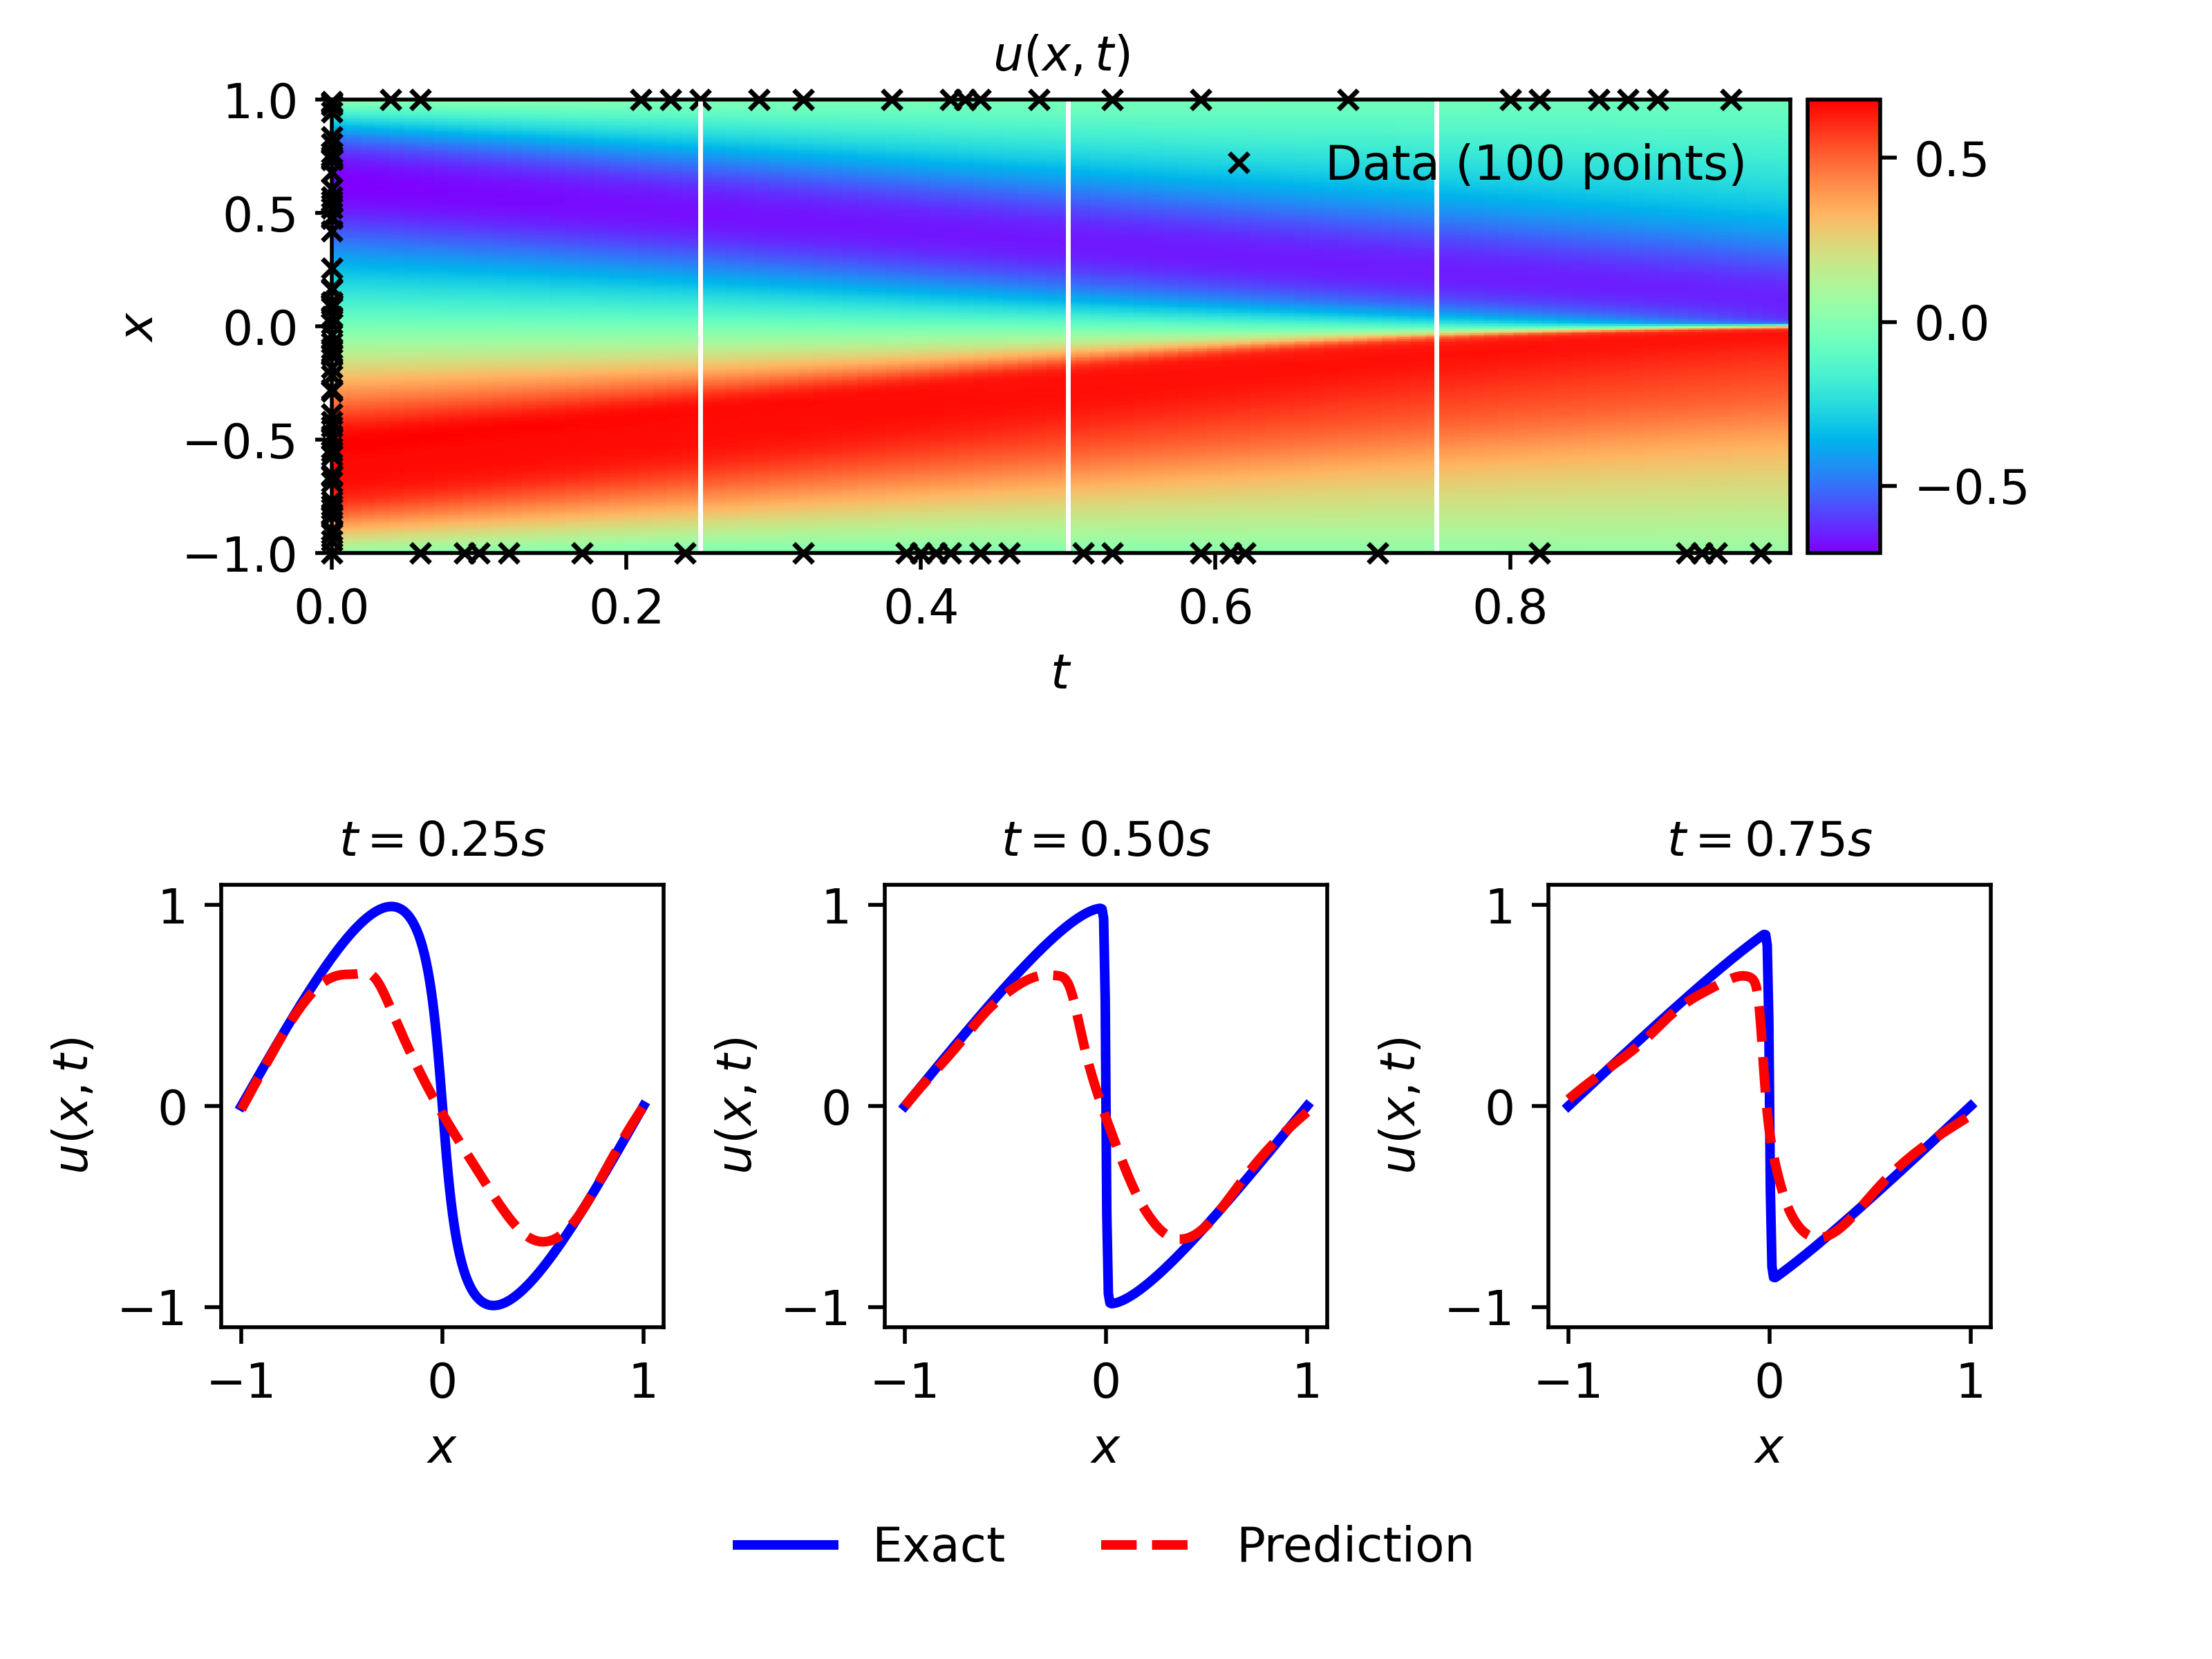 u(x, t)
1.0
0.5
0.0
−0.5
−1.0
x
Data (100 points)
0.5
0.0
−0.5
0.0 0.2 0.4 0.6 0.8
t
t = 0.25s t = 0.50s t = 0.75s
1 1 1
0 0 0
−1 −1 −1
u(x, t) u(x, t) u(x, t)
−1 0 1 −1 0 1 −1 0 1
x x x
Exact Prediction